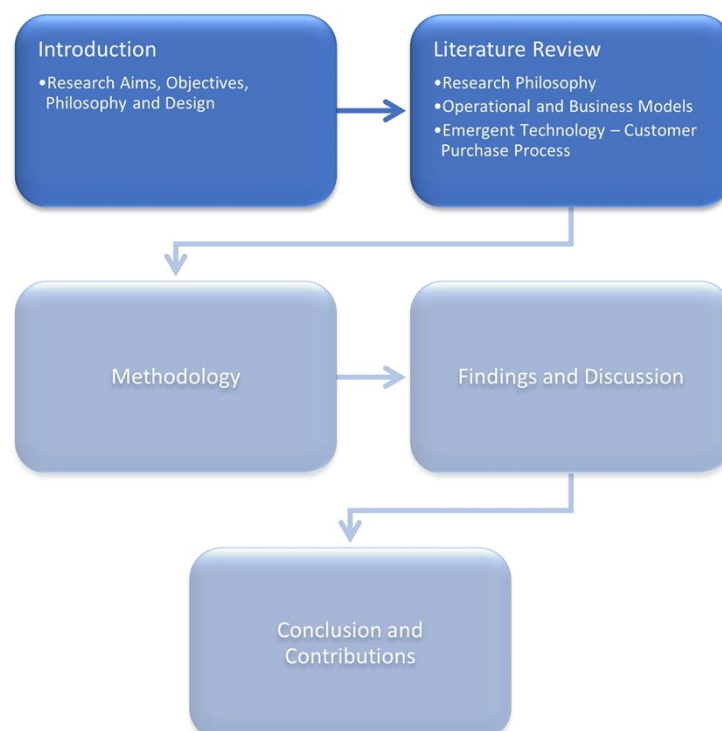 Introduction
•Research Aims, Objectives,
Philosophy and Design
Literature Review
•Research Philosophy
•Operational and Business Models
•Emergent Technology – Customer
Purchase Process
Methodology
Findings and Discussion
Conclusion and
Contributions